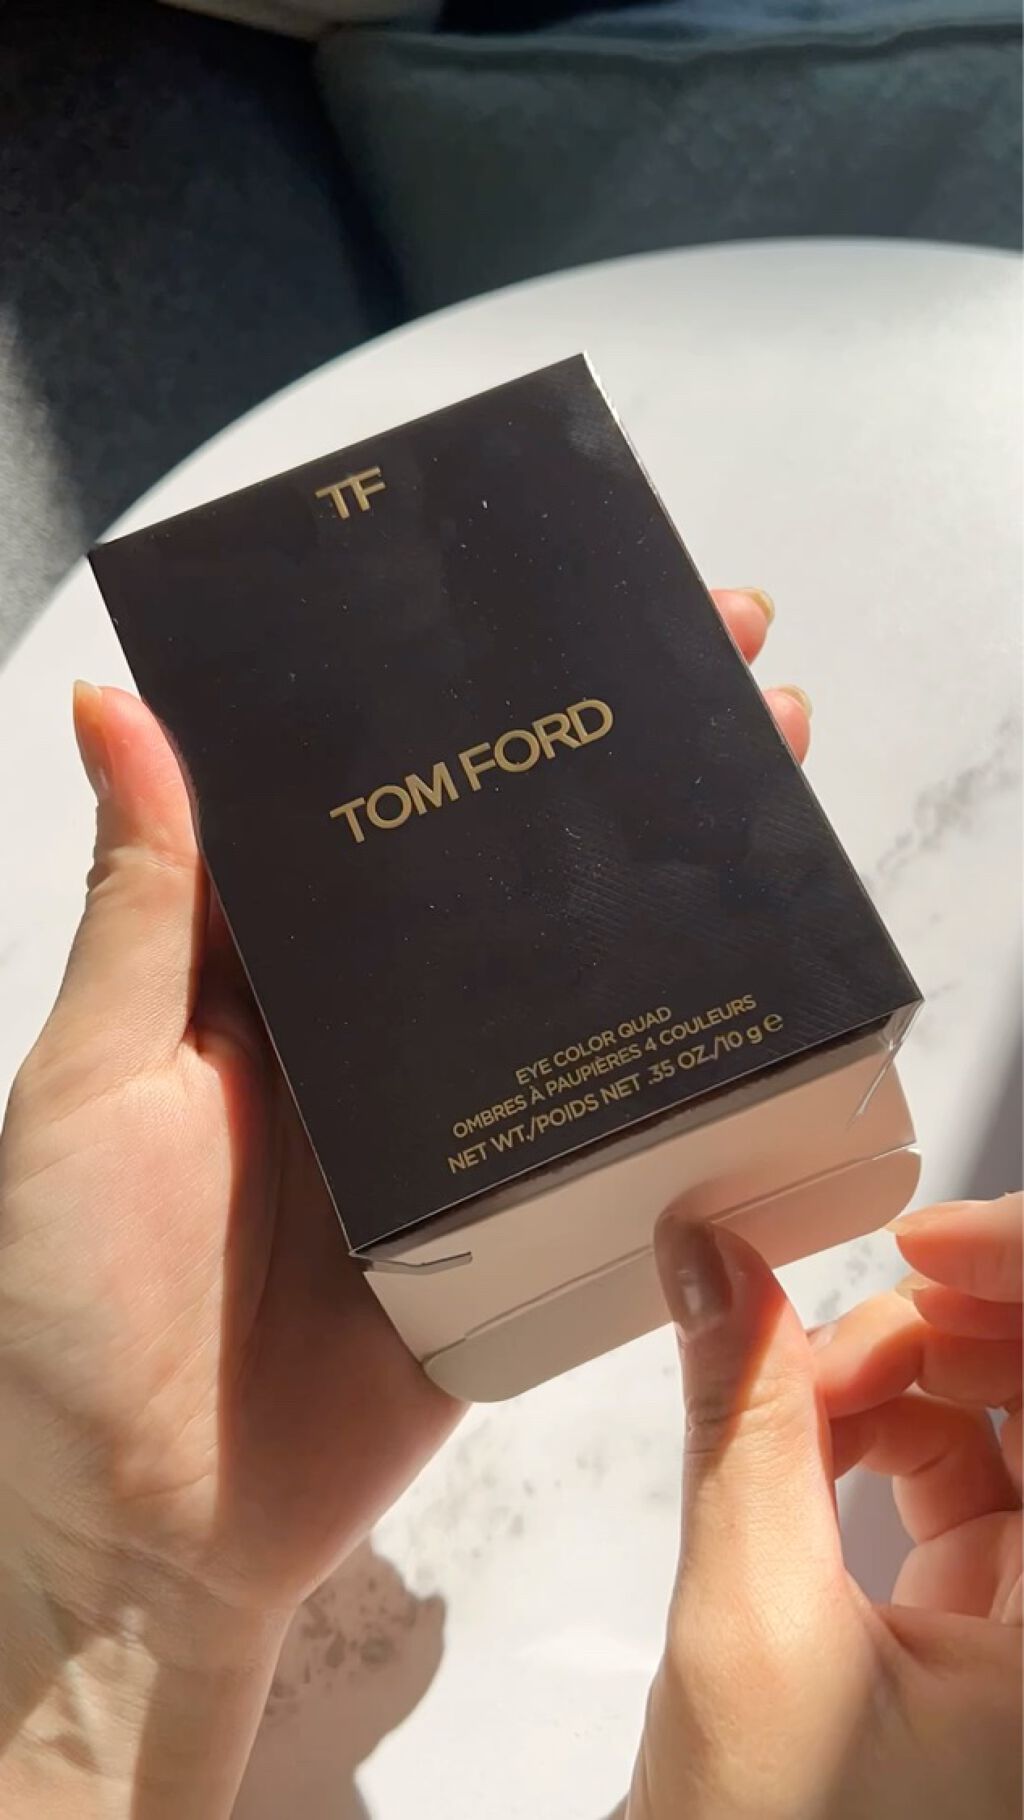 TF
TOM FORD
EYE COLOR QUAD
OMBRES À PAUPIÈRES 4 COULEURS
NET WT./POIDS NET .35 OZ./10 g ℮